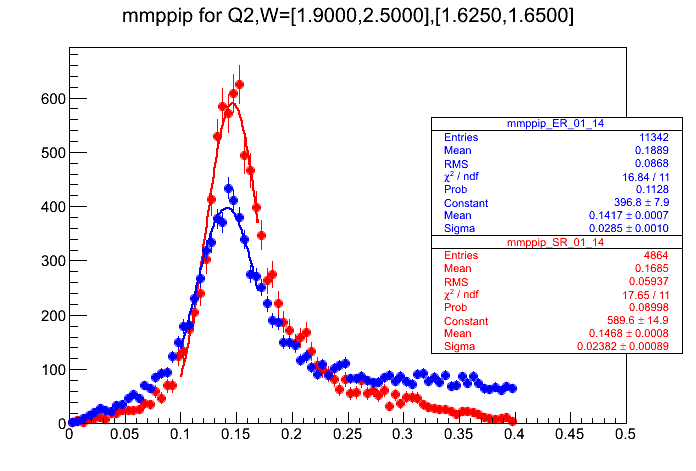 mmppip for Q2,W=[1.9000,2.5000],[1.6250,1.6500]
600
500
400
300
200
100
0
0 0.05 0.1 0.15 0.2 0.25 0.3 0.35 0.4 0.45 0.5
mmppip_ER_01_14
Entries 11342
Mean 0.1889
RMS 0.0868
χ² / ndf 16.84 / 11
Prob 0.1128
Constant 396.8 ± 7.9
Mean 0.1417 ± 0.0007
Sigma 0.0285 ± 0.0010
mmppip_SR_01_14
Entries 4864
Mean 0.1685
RMS 0.05937
χ² / ndf 17.65 / 11
Prob 0.08998
Constant 589.6 ± 14.9
Mean 0.1468 ± 0.0008
Sigma 0.02382 ± 0.00089